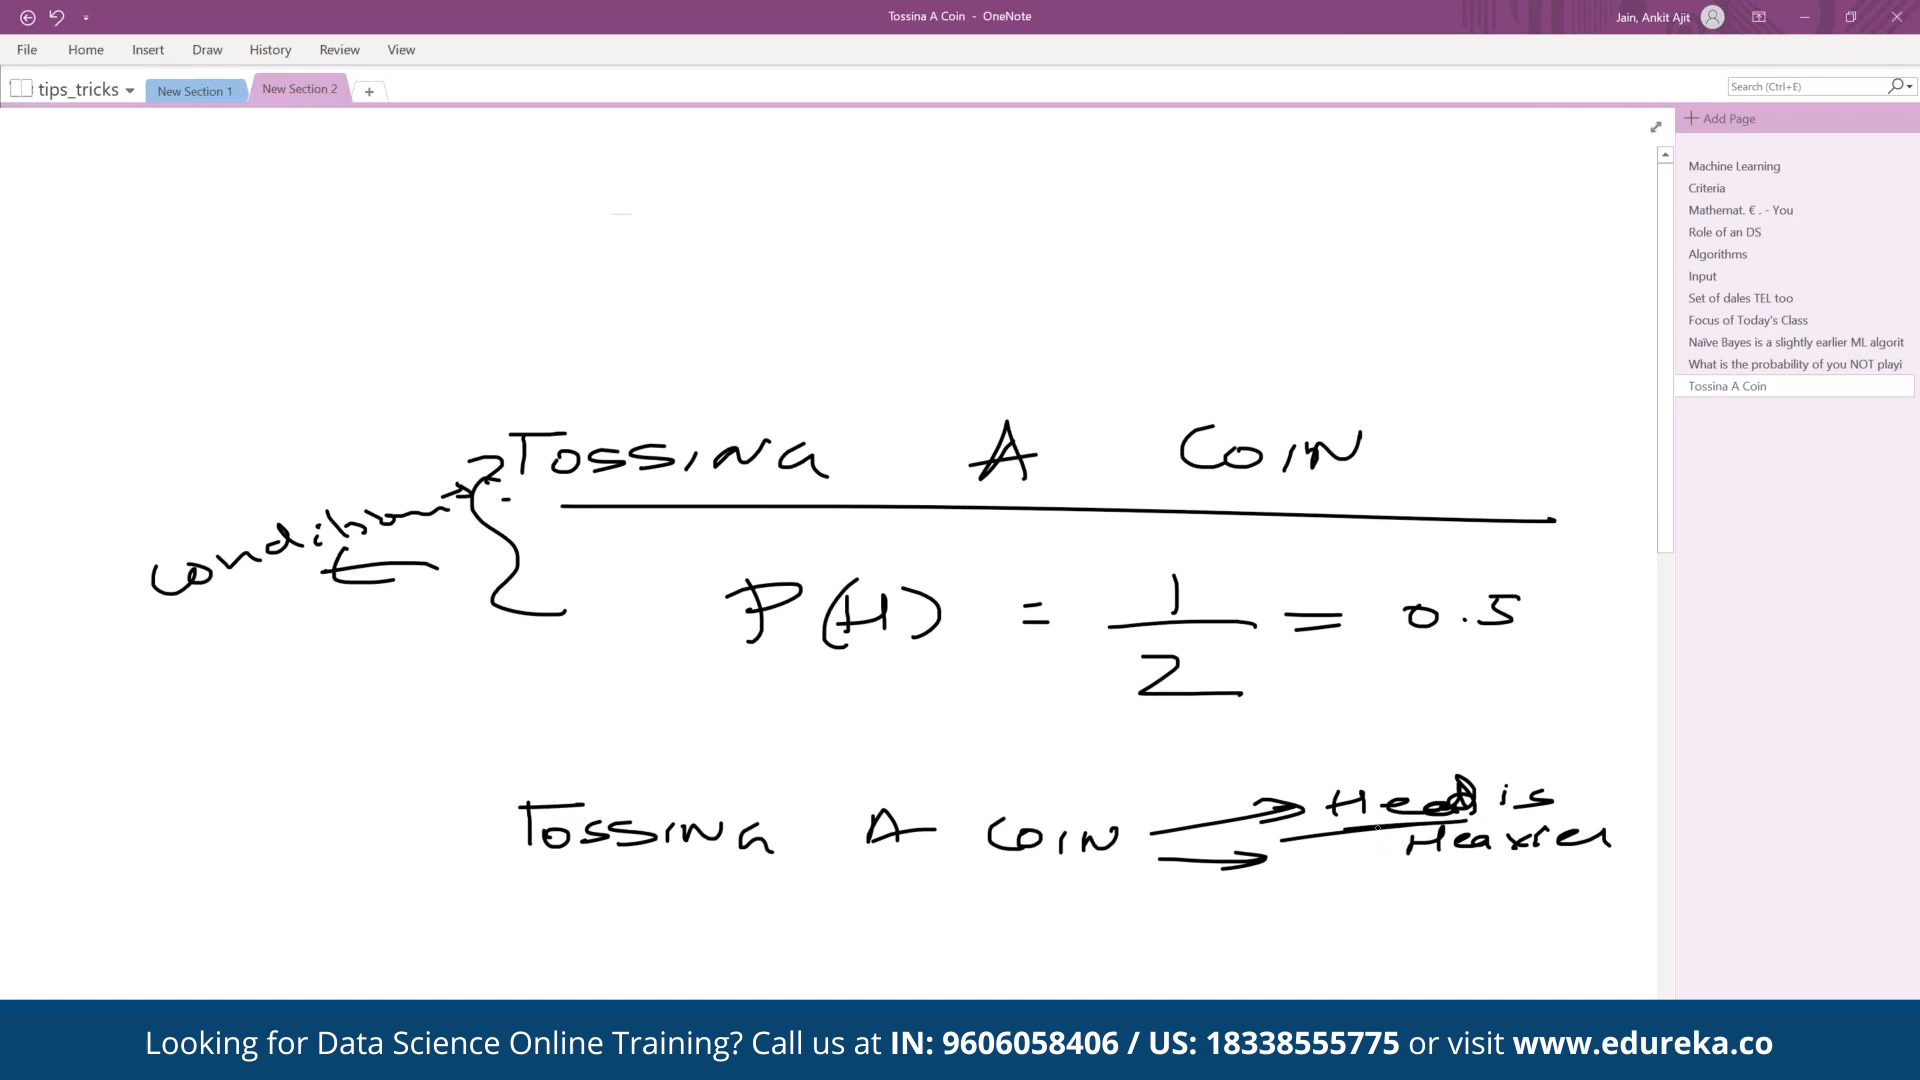 Tossina A Coin - OneNote
Jain, Ankit Ajit
File Home Insert Draw History Review View
tips_tricks New Section 1 New Section 2
Search (Ctrl+E)
Add Page
Machine Learning
Criteria
Mathemat. € . - You
Role of an DS
Algorithms
Input
Set of dales TEL too
Focus of Today's Class
Naïve Bayes is a slightly earlier ML algorit
What is the probability of you NOT playi
Tossina A Coin
TOSSING A COIN
condition
P(H) = 1/2 = 0.5
TOSSING A COIN Head is
Heavier
Looking for Data Science Online Training? Call us at IN: 9606058406 / US: 18338555775 or visit www.edureka.co